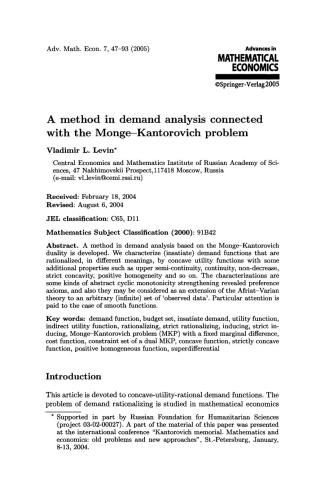 Adv. Math. Econ. 7, 47–93 (2005)
Advances in
MATHEMATICAL
ECONOMICS
©Springer-Verlag 2005
A method in demand analysis connected
with the Monge–Kantorovich problem
Vladimir L. Levin*
Central Economics and Mathematics Institute of Russian Academy of Sci-
ences, 47 Nakhimovskii Prospect,117418 Moscow, Russia
(e-mail: vl_levin@cemi.rssi.ru)
Received: February 18, 2004
Revised: August 6, 2004
JEL classification: C65, D11
Mathematics Subject Classification (2000): 91B42
Abstract. A method in demand analysis based on the Monge–Kantorovich
duality is developed. We characterize (insatiate) demand functions that are
rationalized, in different meanings, by concave utility functions with some
additional properties such as upper semi-continuity, continuity, non-decrease,
strict concavity, positive homogeneity and so on. The characterizations are
some kinds of abstract cyclic monotonicity strengthening revealed preference
axioms, and also they may be considered as an extension of the Afriat–Varian
theory to an arbitrary (infinite) set of 'observed data'. Particular attention is
paid to the case of smooth functions.
Key words: demand function, budget set, insatiate demand, utility function,
indirect utility function, rationalizing, strict rationalizing, inducing, strict in-
ducing, Monge–Kantorovich problem (MKP) with a fixed marginal difference,
cost function, constraint set of a dual MKP, concave function, strictly concave
function, positive homogeneous function, superdifferential
Introduction
This article is devoted to concave-utility-rational demand functions. The
problem of demand rationalizing is studied in mathematical economics
* Supported in part by Russian Foundation for Humanitarian Sciences
(project 03-02-00027). A part of the material of this paper was presented
at the international conference "Kantorovich memorial. Mathematics and
economics: old problems and new approaches", St.-Petersburg, January,
8-13, 2004.